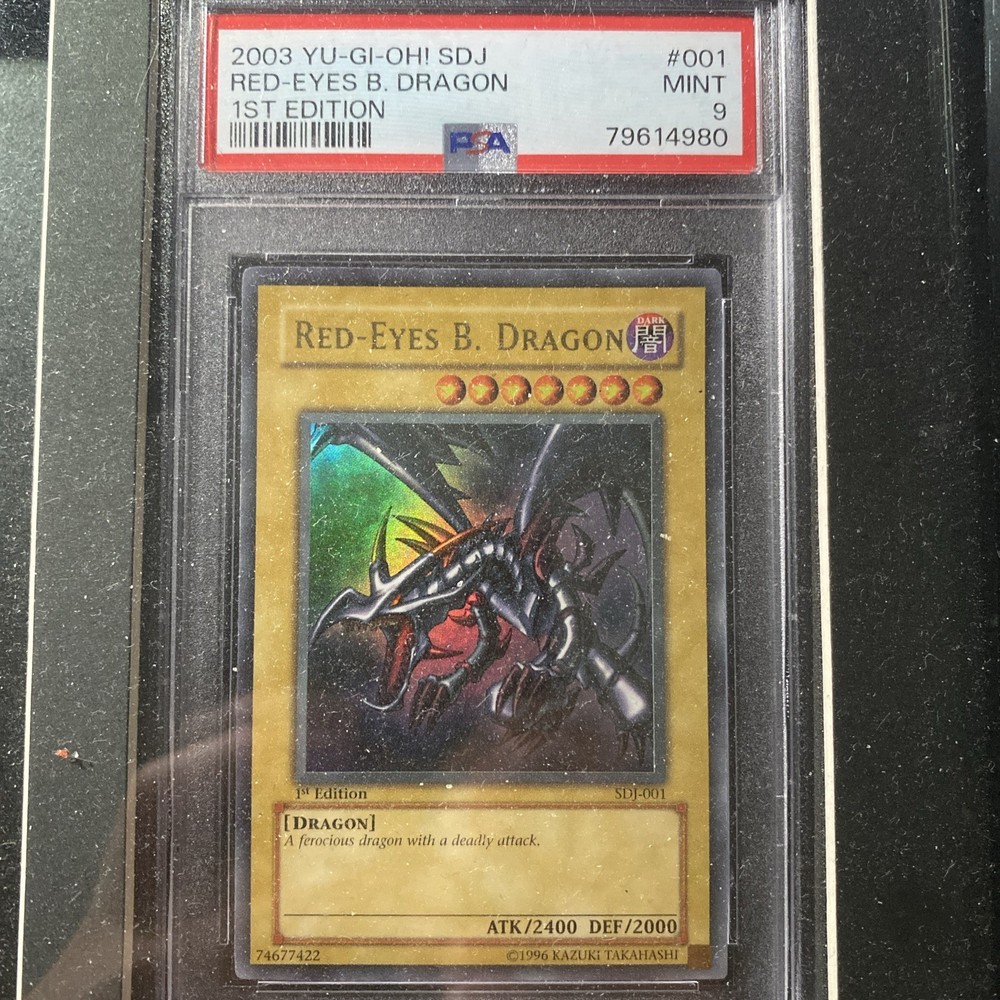 2003 YU-GI-OH! SDJ #001
RED-EYES B. DRAGON MINT
1ST EDITION 9
PSA 79614980
RED-EYES B. DRAGON
DARK
闇
1st Edition SDJ-001
[DRAGON]
A ferocious dragon with a deadly attack.
ATK/2400 DEF/2000
74677422 ©1996 KAZUKI TAKAHASHI